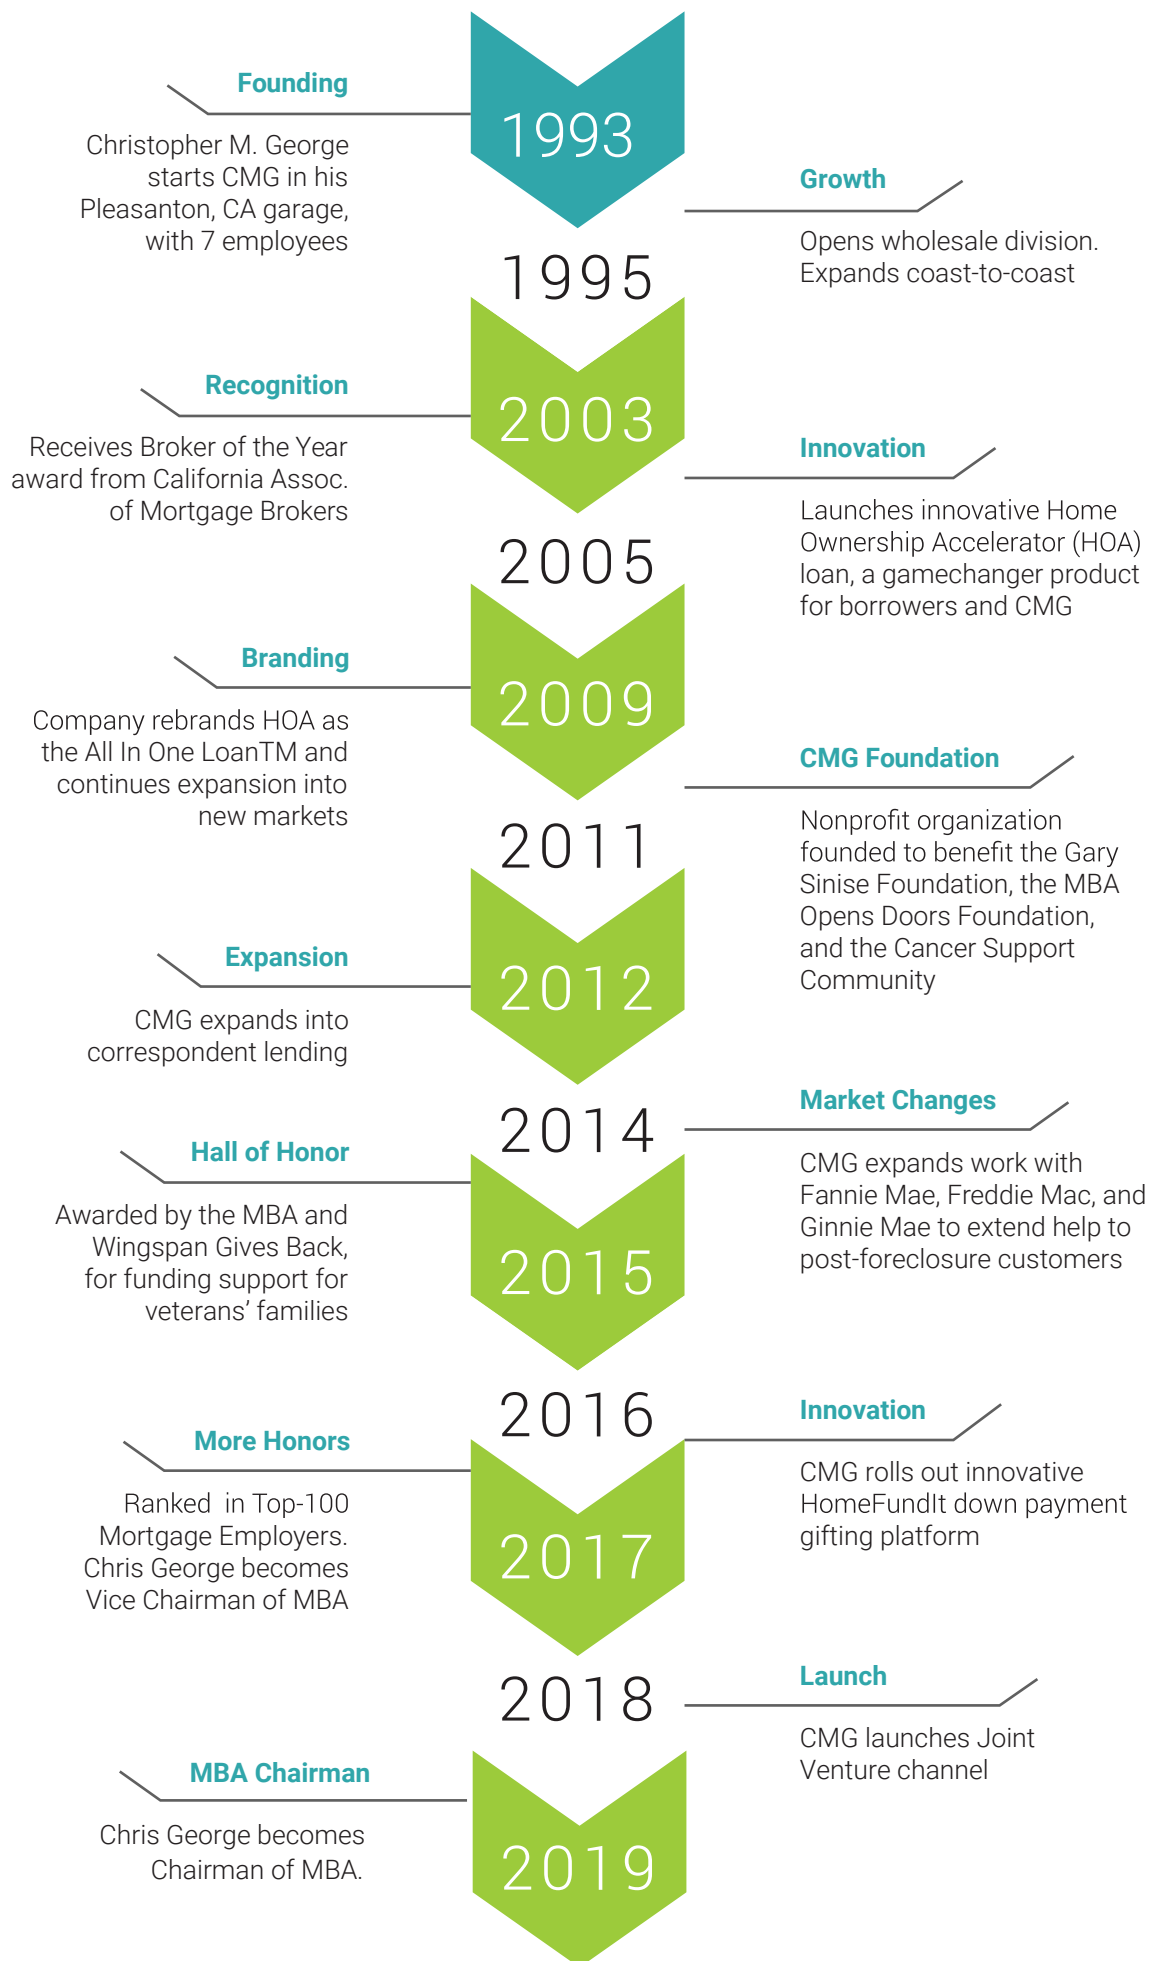 Founding
Christopher M. George
starts CMG in his
Pleasanton, CA garage,
with 7 employees
1993
Growth
Opens wholesale division.
Expands coast-to-coast
1995
Recognition
Receives Broker of the Year
award from California Assoc.
of Mortgage Brokers
2003
Innovation
Launches innovative Home
Ownership Accelerator (HOA)
loan, a gamechanger product
for borrowers and CMG
2005
Branding
Company rebrands HOA as
the All In One LoanTM and
continues expansion into
new markets
2009
CMG Foundation
Nonprofit organization
founded to benefit the Gary
Sinise Foundation, the MBA
Opens Doors Foundation,
and the Cancer Support
Community
2011
Expansion
CMG expands into
correspondent lending
2012
Market Changes
CMG expands work with
Fannie Mae, Freddie Mac, and
Ginnie Mae to extend help to
post-foreclosure customers
2014
Hall of Honor
Awarded by the MBA and
Wingspan Gives Back,
for funding support for
veterans’ families
2015
Innovation
CMG rolls out innovative
HomeFundIt down payment
gifting platform
2016
More Honors
Ranked  in Top-100
Mortgage Employers.
Chris George becomes
Vice Chairman of MBA
2017
Launch
CMG launches Joint
Venture channel
2018
MBA Chairman
Chris George becomes
Chairman of MBA.
2019